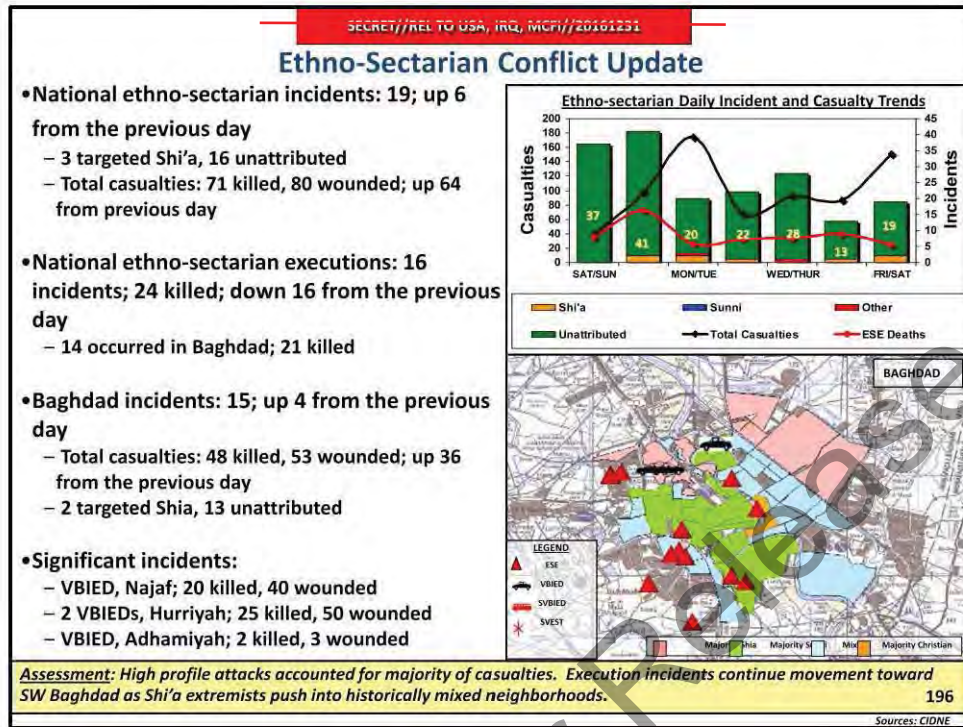 SECRET//REL TO USA, IRQ, MCFI//20161231
Ethno-Sectarian Conflict Update
•National ethno-sectarian incidents: 19; up 6
from the previous day
– 3 targeted Shi'a, 16 unattributed
– Total casualties: 71 killed, 80 wounded; up 64
from previous day
•National ethno-sectarian executions: 16
incidents; 24 killed; down 16 from the previous
day
– 14 occurred in Baghdad; 21 killed
•Baghdad incidents: 15; up 4 from the previous
day
– Total casualties: 48 killed, 53 wounded; up 36
from the previous day
– 2 targeted Shia, 13 unattributed
•Significant incidents:
– VBIED, Najaf; 20 killed, 40 wounded
– 2 VBIEDs, Hurriyah; 25 killed, 50 wounded
– VBIED, Adhamiyah; 2 killed, 3 wounded
Ethno-sectarian Daily Incident and Casualty Trends
Casualties
200
180
160
140
120
100
80
60
40
20
0
37
41
20
22
28
13
19
45
40
35
30
25
20
15
10
5
0
Incidents
SAT/SUN
MON/TUE
WED/THUR
FRI/SAT
Shi'a
Sunni
Other
Unattributed
Total Casualties
ESE Deaths
BAGHDAD
LEGEND
ESE
VBIED
SVBIED
SVEST
Shia
Majority
Majority Christian
Release
Assessment: High profile attacks accounted for majority of casualties. Execution incidents continue movement toward
SW Baghdad as Shi'a extremists push into historically mixed neighborhoods.
196
Sources: CIDNE